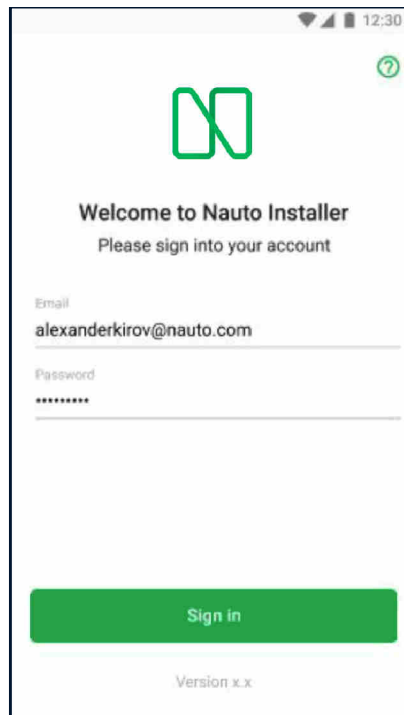 12:30
Welcome to Nauto Installer
Please sign into your account
Email
alexanderkirov@nauto.com
Password
•••••••••
Sign in
Version x.x